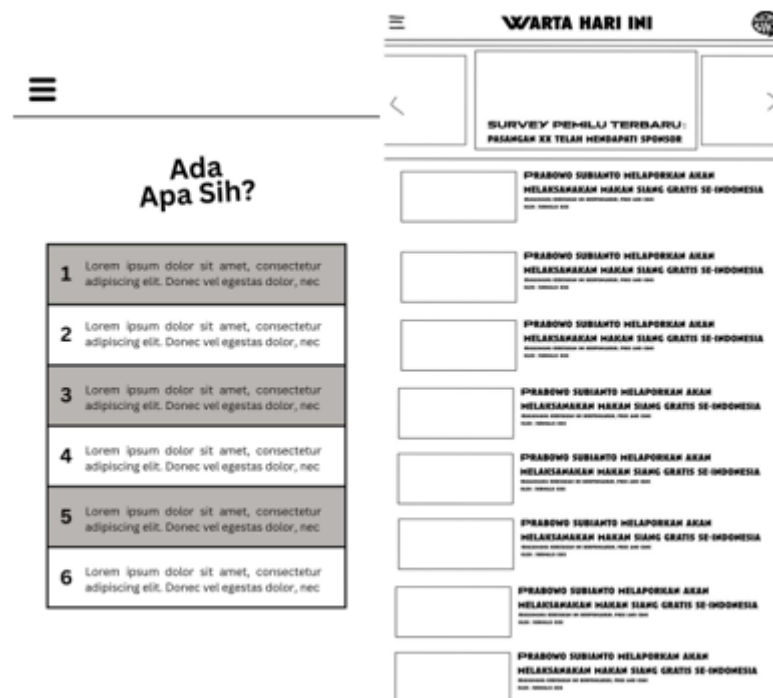 Ada
Apa Sih?
1 Lorem ipsum dolor sit amet, consectetur
adipiscing elit. Donec vel egestas dolor, nec
2 Lorem ipsum dolor sit amet, consectetur
adipiscing elit. Donec vel egestas dolor, nec
3 Lorem ipsum dolor sit amet, consectetur
adipiscing elit. Donec vel egestas dolor, nec
4 Lorem ipsum dolor sit amet, consectetur
adipiscing elit. Donec vel egestas dolor, nec
5 Lorem ipsum dolor sit amet, consectetur
adipiscing elit. Donec vel egestas dolor, nec
6 Lorem ipsum dolor sit amet, consectetur
adipiscing elit. Donec vel egestas dolor, nec
WARTA HARI INI
SURVEY PEMILU TERBARU:
PASANGAN XX TELAH MENDAPATI SPONSOR
PRABOWO SUBIANTO MELAPORKAN AKAN
MELAKSANAKAN MAKAN SIANG GRATIS SE-INDONESIA
PRABOWO SUBIANTO MELAPORKAN AKAN
MELAKSANAKAN MAKAN SIANG GRATIS SE-INDONESIA
PRABOWO SUBIANTO MELAPORKAN AKAN
MELAKSANAKAN MAKAN SIANG GRATIS SE-INDONESIA
PRABOWO SUBIANTO MELAPORKAN AKAN
MELAKSANAKAN MAKAN SIANG GRATIS SE-INDONESIA
PRABOWO SUBIANTO MELAPORKAN AKAN
MELAKSANAKAN MAKAN SIANG GRATIS SE-INDONESIA
PRABOWO SUBIANTO MELAPORKAN AKAN
MELAKSANAKAN MAKAN SIANG GRATIS SE-INDONESIA
PRABOWO SUBIANTO MELAPORKAN AKAN
MELAKSANAKAN MAKAN SIANG GRATIS SE-INDONESIA
PRABOWO SUBIANTO MELAPORKAN AKAN
MELAKSANAKAN MAKAN SIANG GRATIS SE-INDONESIA